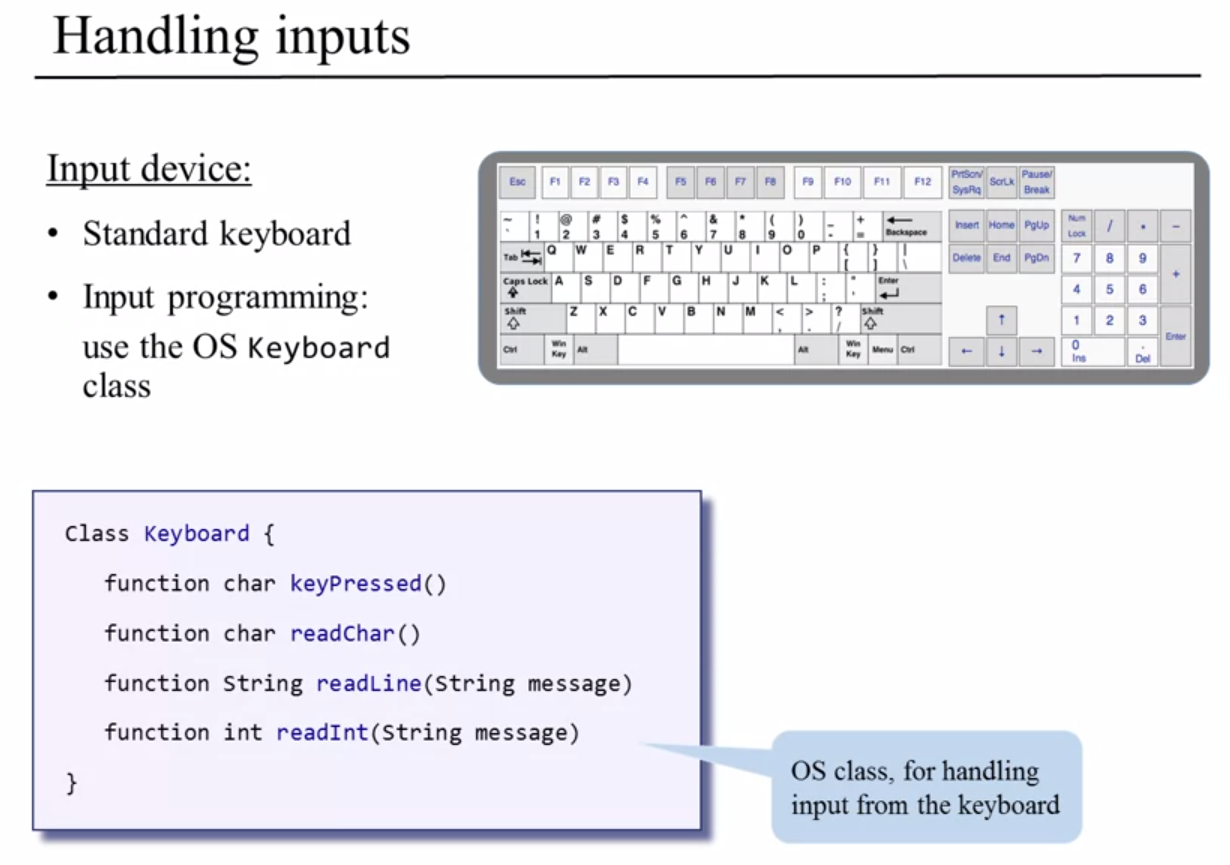 Handling inputs
Input device:
• Standard keyboard
• Input programming:
use the OS Keyboard
class
Esc F1 F2 F3 F4 F5 F6 F7 F8 F9 F10 F11 F12 PrtScn/ SysRq ScrLk Pause/ Break
~ ` ! 1 @ 2 # 3 $ 4 % 5 ^ 6 & 7 * 8 ( 9 ) 0 _ - + = Backspace Insert Home PgUp Num Lock / * −
Tab Q W E R T Y U I O P { [ } ] | \ Delete End PgDn 7 8 9 +
Caps Lock A S D F G H J K L : ; " ' Enter 4 5 6
Shift Z X C V B N M < , > . ? / Shift ↑ 1 2 3 Enter
Ctrl Win Key Alt Alt Win Key Menu Ctrl ← ↓ → 0 Ins . Del
Class Keyboard {
function char keyPressed()
function char readChar()
function String readLine(String message)
function int readInt(String message)
}
OS class, for handling
input from the keyboard